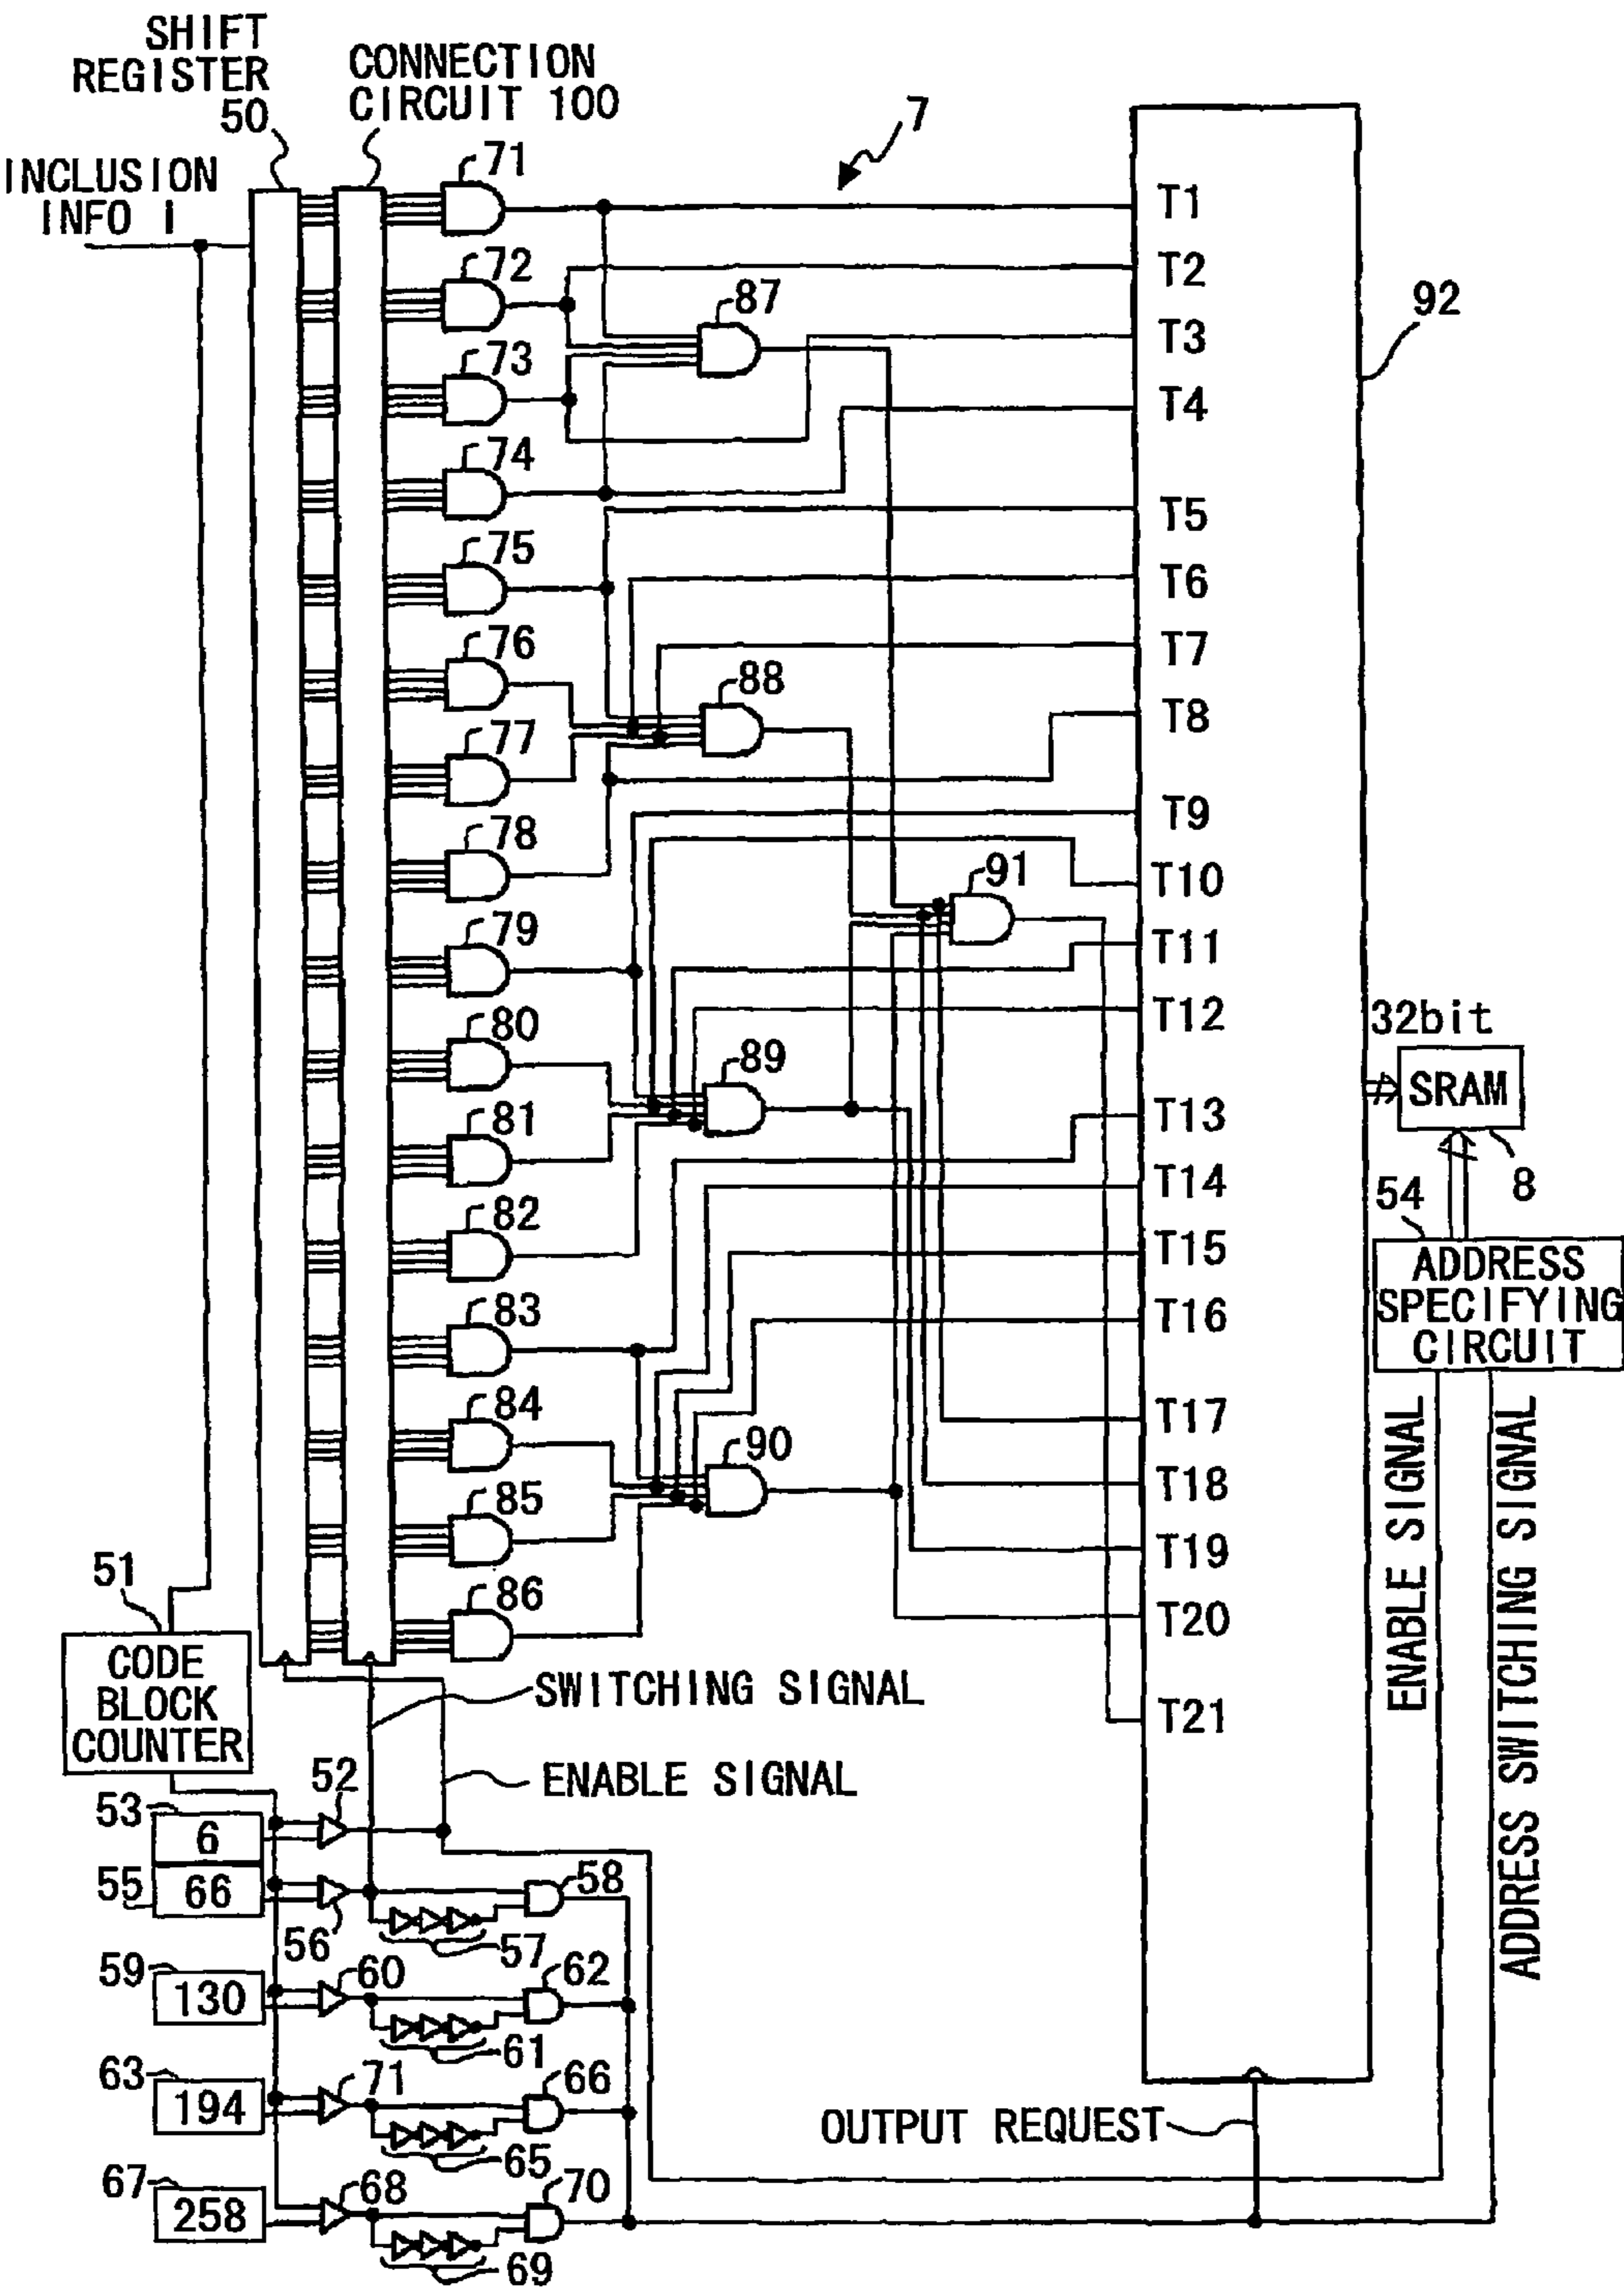 SHIFT
REGISTER
50
CONNECTION
CIRCUIT 100
INCLUSION
INFO I
7
71
72
73
74
75
76
77
78
79
80
81
82
83
84
85
86
87
88
89
90
91
92
T1
T2
T3
T4
T5
T6
T7
T8
T9
T10
T11
T12
T13
T14
T15
T16
T17
T18
T19
T20
T21
32bit
SRAM
8
54
ADDRESS
SPECIFYING
CIRCUIT
ENABLE SIGNAL
ADDRESS SWITCHING SIGNAL
51
CODE
BLOCK
COUNTER
SWITCHING SIGNAL
ENABLE SIGNAL
52
53
6
55
66
56
57
58
59
130
60
61
62
63
194
71
65
66
67
258
68
69
70
OUTPUT REQUEST